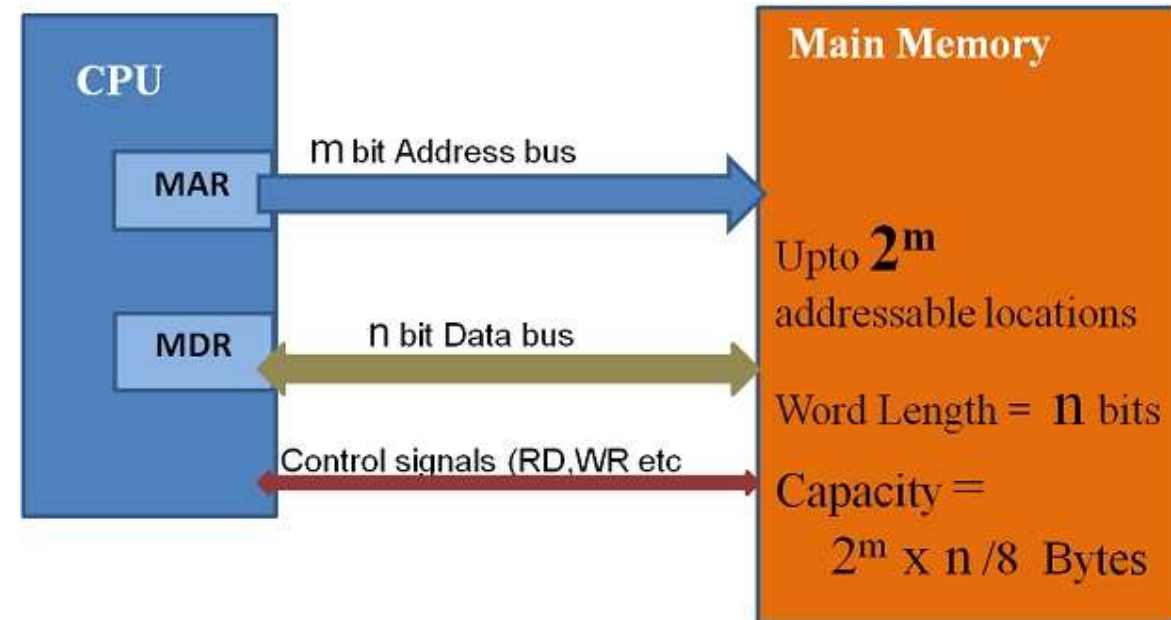 CPU
MAR
m bit Address bus
MDR
n bit Data bus
Control signals (RD,WR etc
Main Memory
Upto 2ᵐ
addressable locations
Word Length = n bits
Capacity =
2ᵐ x n /8 Bytes